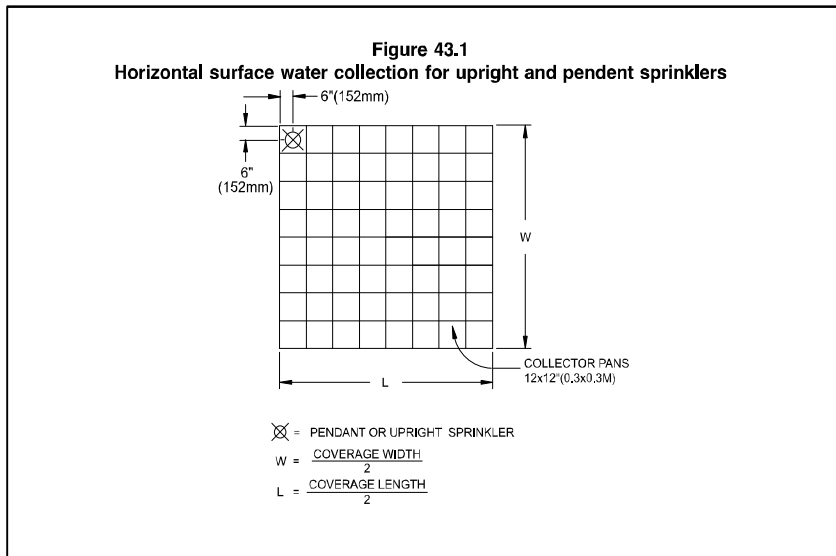 Figure 43.1
Horizontal surface water collection for upright and pendent sprinklers
6"(152mm)
6"
(152mm)
W
L
COLLECTOR PANS
12x12"(0.3x0.3M)
= PENDANT OR UPRIGHT SPRINKLER
W = COVERAGE WIDTH
2
L = COVERAGE LENGTH
2